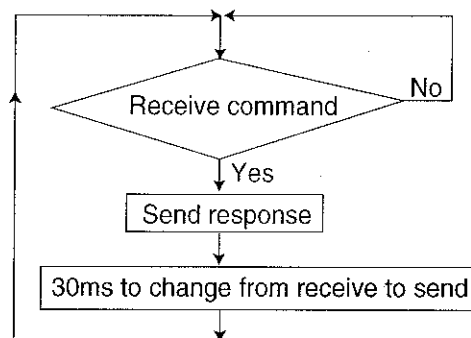 Receive command
No
Yes
Send response
30ms to change from receive to send